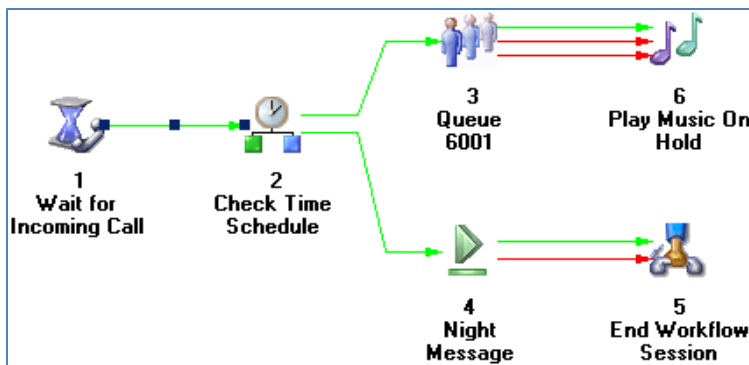 1
Wait for
Incoming Call
2
Check Time
Schedule
3
Queue
6001
6
Play Music On
Hold
4
Night
Message
5
End Workflow
Session